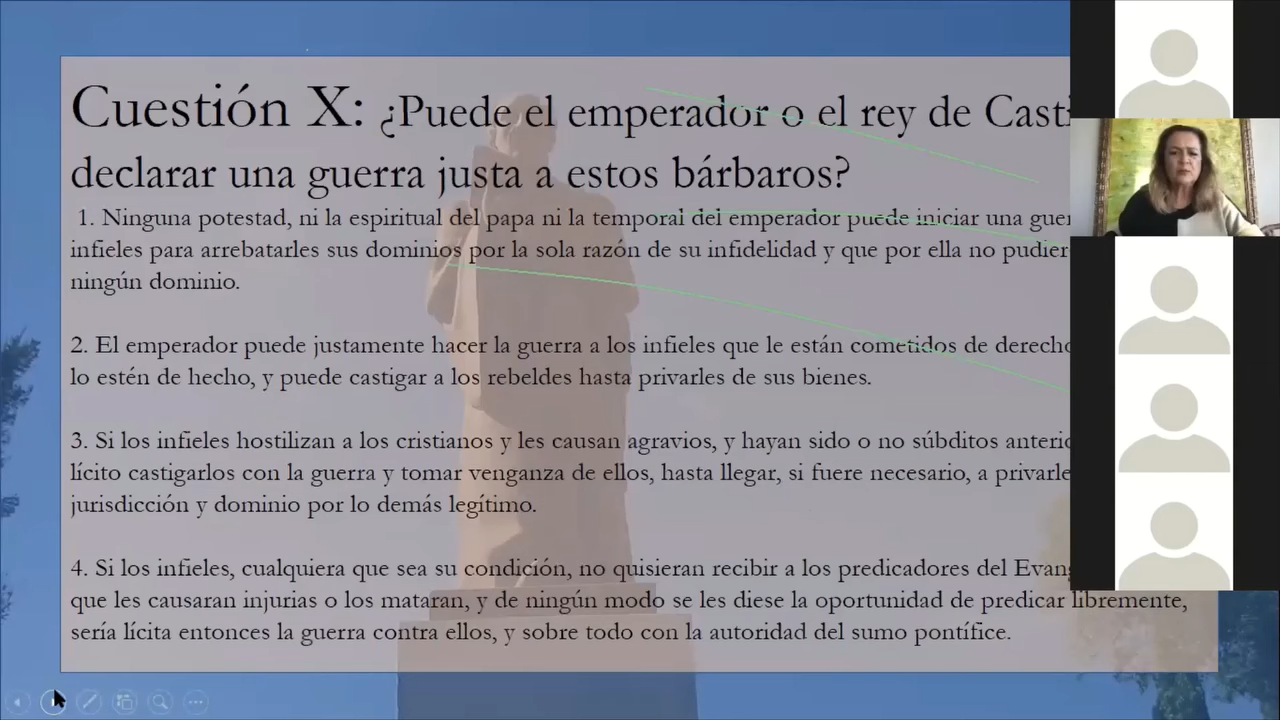 Cuestión X: ¿Puede el emperador o el rey de
declarar una guerra justa a estos bárbaros?
1. Ninguna potestad, ni la espiritual del papa ni la temporal del emperador puede iniciar una
infieles para arrebatarles sus dominios por la sola razón de su infidelidad y que por ella no
ningún dominio.
2. El emperador puede justamente hacer la guerra a los infieles que le están cometidos de
lo estén de hecho, y puede castigar a los rebeldes hasta privarles de sus bienes.
3. Si los infieles hostilizan a los cristianos y les causan agravios, y hayan sido o no súbditos
lícito castigarlos con la guerra y tomar venganza de ellos, hasta llegar, si fuere necesario, a
jurisdicción y dominio por lo demás legítimo.
4. Si los infieles, cualquiera que sea su condición, no quisieran recibir a los predicadores del
que les causaran injurias o los mataran, y de ningún modo se les diese la oportunidad de predicar libremente,
sería lícita entonces la guerra contra ellos, y sobre todo con la autoridad del sumo pontífice.